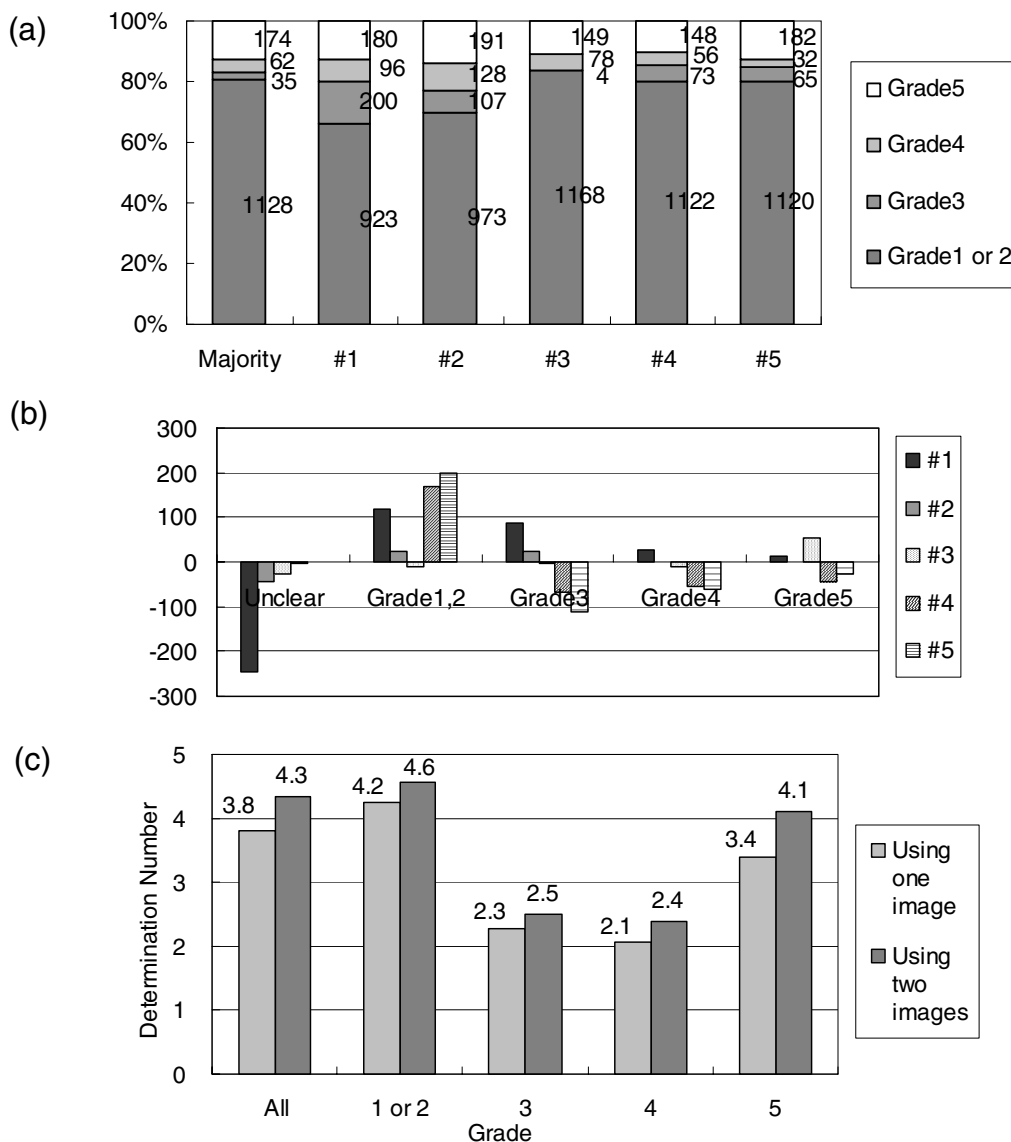 (a)
100%
80%
60%
40%
20%
0%
174
62
35
1128
180
96
200
923
191
128
107
973
149
78
4
1168
148
56
73
1122
182
32
65
1120
Majority #1 #2 #3 #4 #5
Grade5
Grade4
Grade3
Grade1 or 2
(b)
300
200
100
0
-100
-200
-300
Unclear Grade1,2 Grade3 Grade4 Grade5
#1
#2
#3
#4
#5
(c)
Determination Number
5
4
3
2
1
0
3.8 4.3
4.2 4.6
2.3 2.5
2.1 2.4
3.4 4.1
All 1 or 2 3 4 5
Grade
Using
one
image
Using
two
images